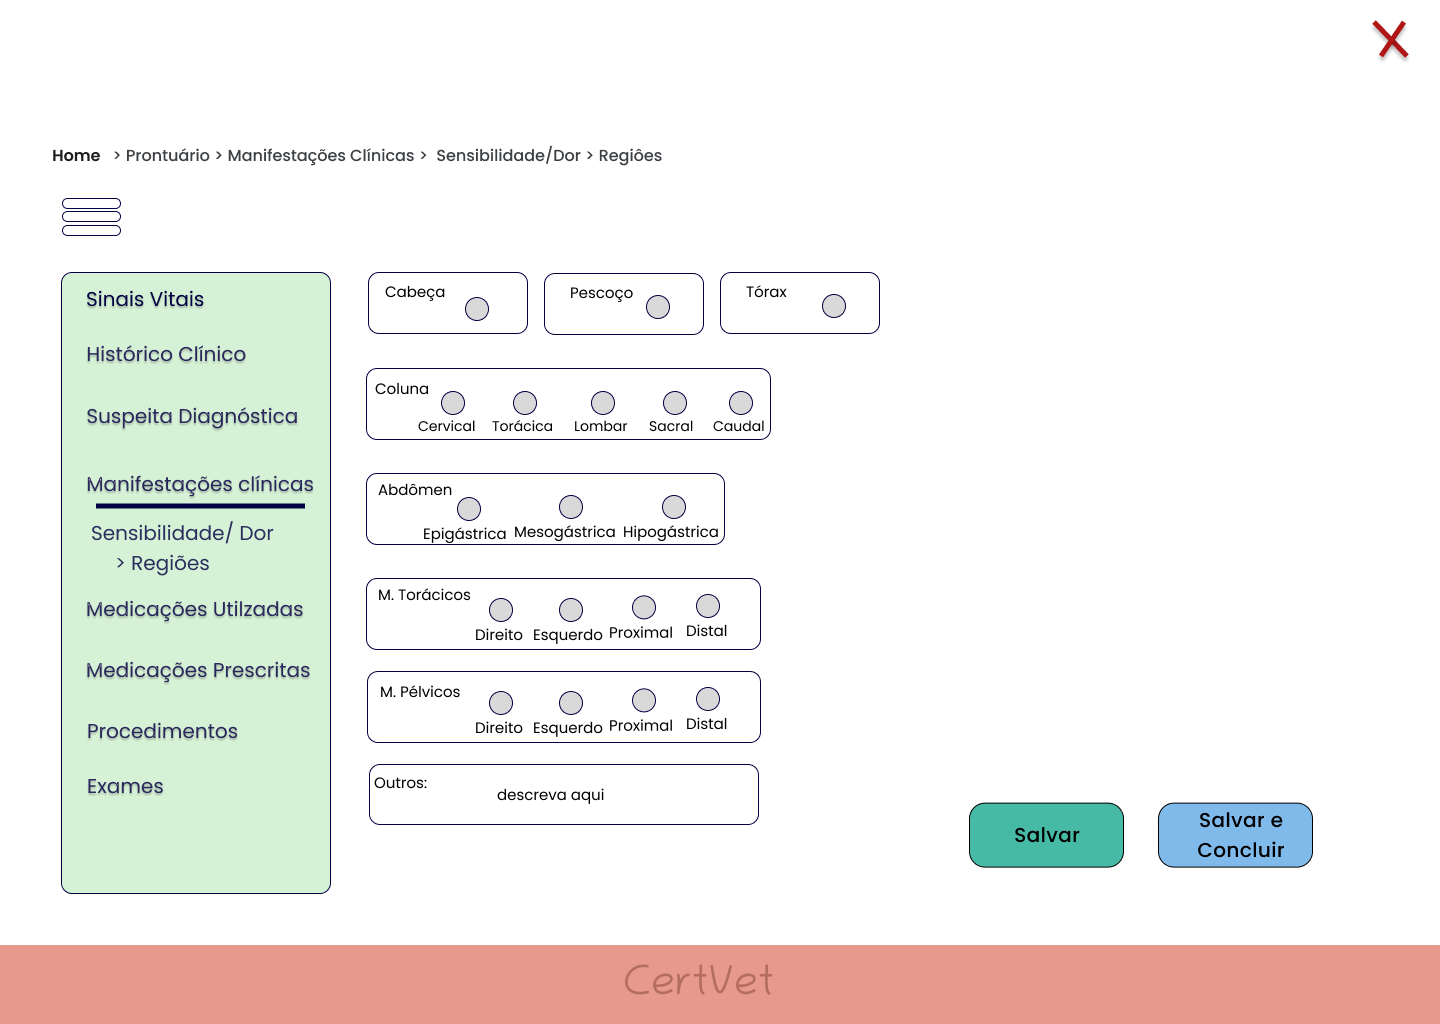 X
Home > Prontuário > Manifestações Clínicas > Sensibilidade/Dor > Regiôes
Sinais Vitais
Histórico Clínico
Suspeita Diagnóstica
Manifestações clínicas
Sensibilidade/ Dor
> Regiões
Medicações Utilzadas
Medicações Prescritas
Procedimentos
Exames
Cabeça
Pescoço
Tórax
Coluna
Cervical Torácica Lombar Sacral Caudal
Abdômen
Epigástrica Mesogástrica Hipogástrica
M. Torácicos
Direito Esquerdo Proximal Distal
M. Pélvicos
Direito Esquerdo Proximal Distal
Outros:
descreva aqui
Salvar
Salvar e
Concluir
CertVet